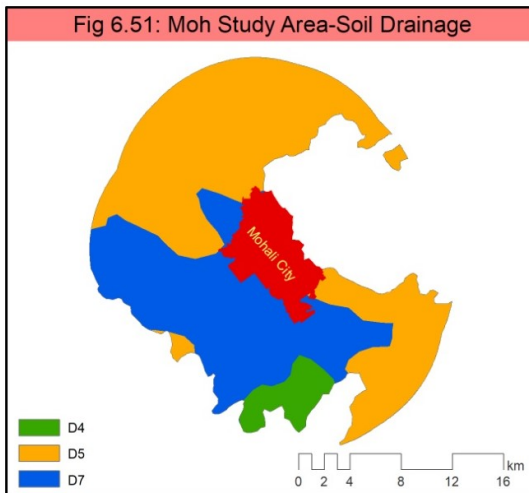 Fig 6.51: Moh Study Area-Soil Drainage
Mohali City
D4
D5
D7
km
0 2 4 8 12 16